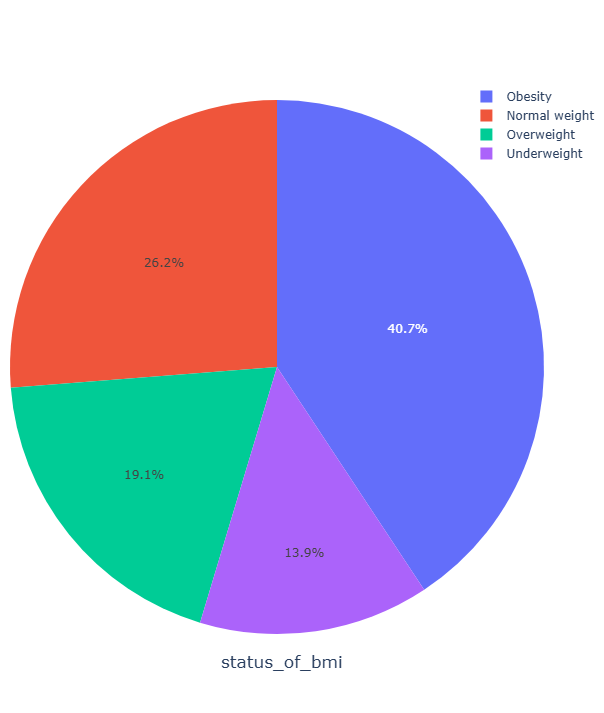 Obesity
Normal weight
Overweight
Underweight
26.2%
40.7%
19.1%
13.9%
status_of_bmi